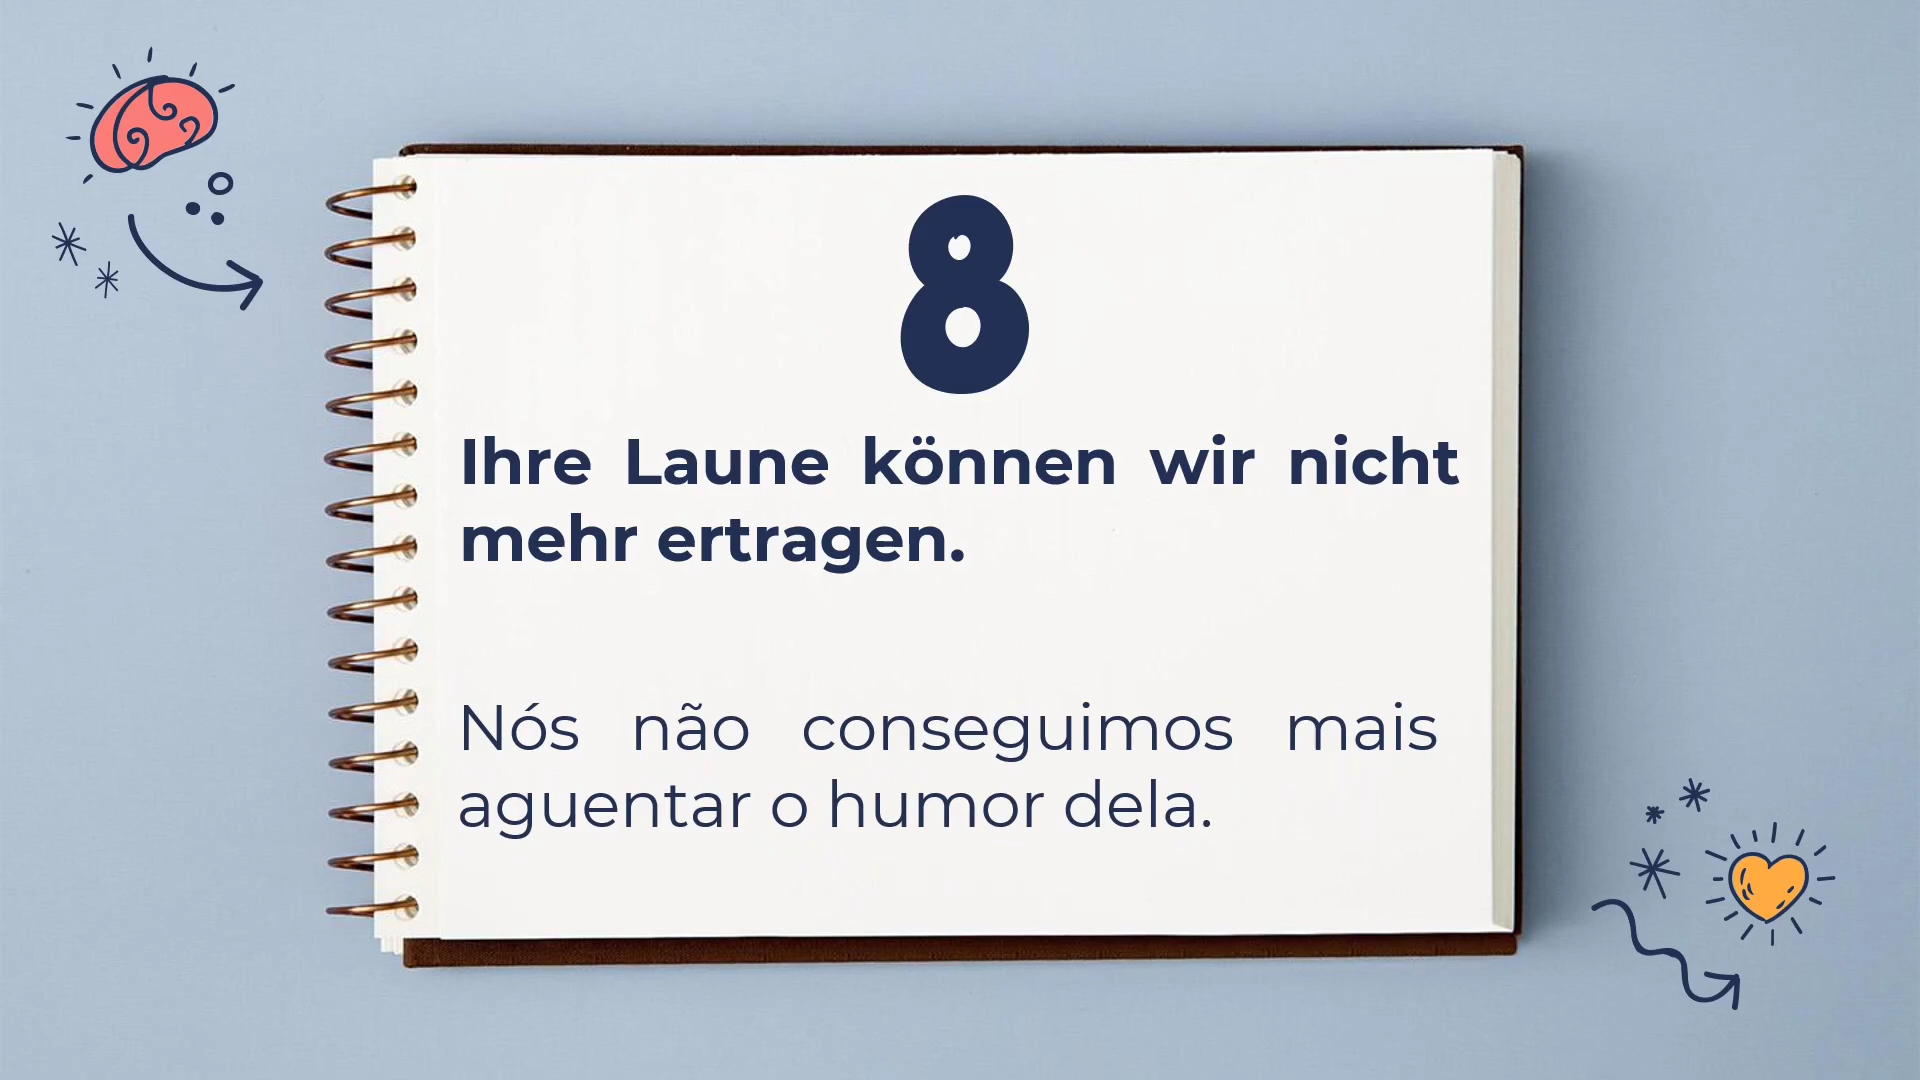 8
Ihre Laune können wir nicht
mehr ertragen.
Nós não conseguimos mais
aguentar o humor dela.